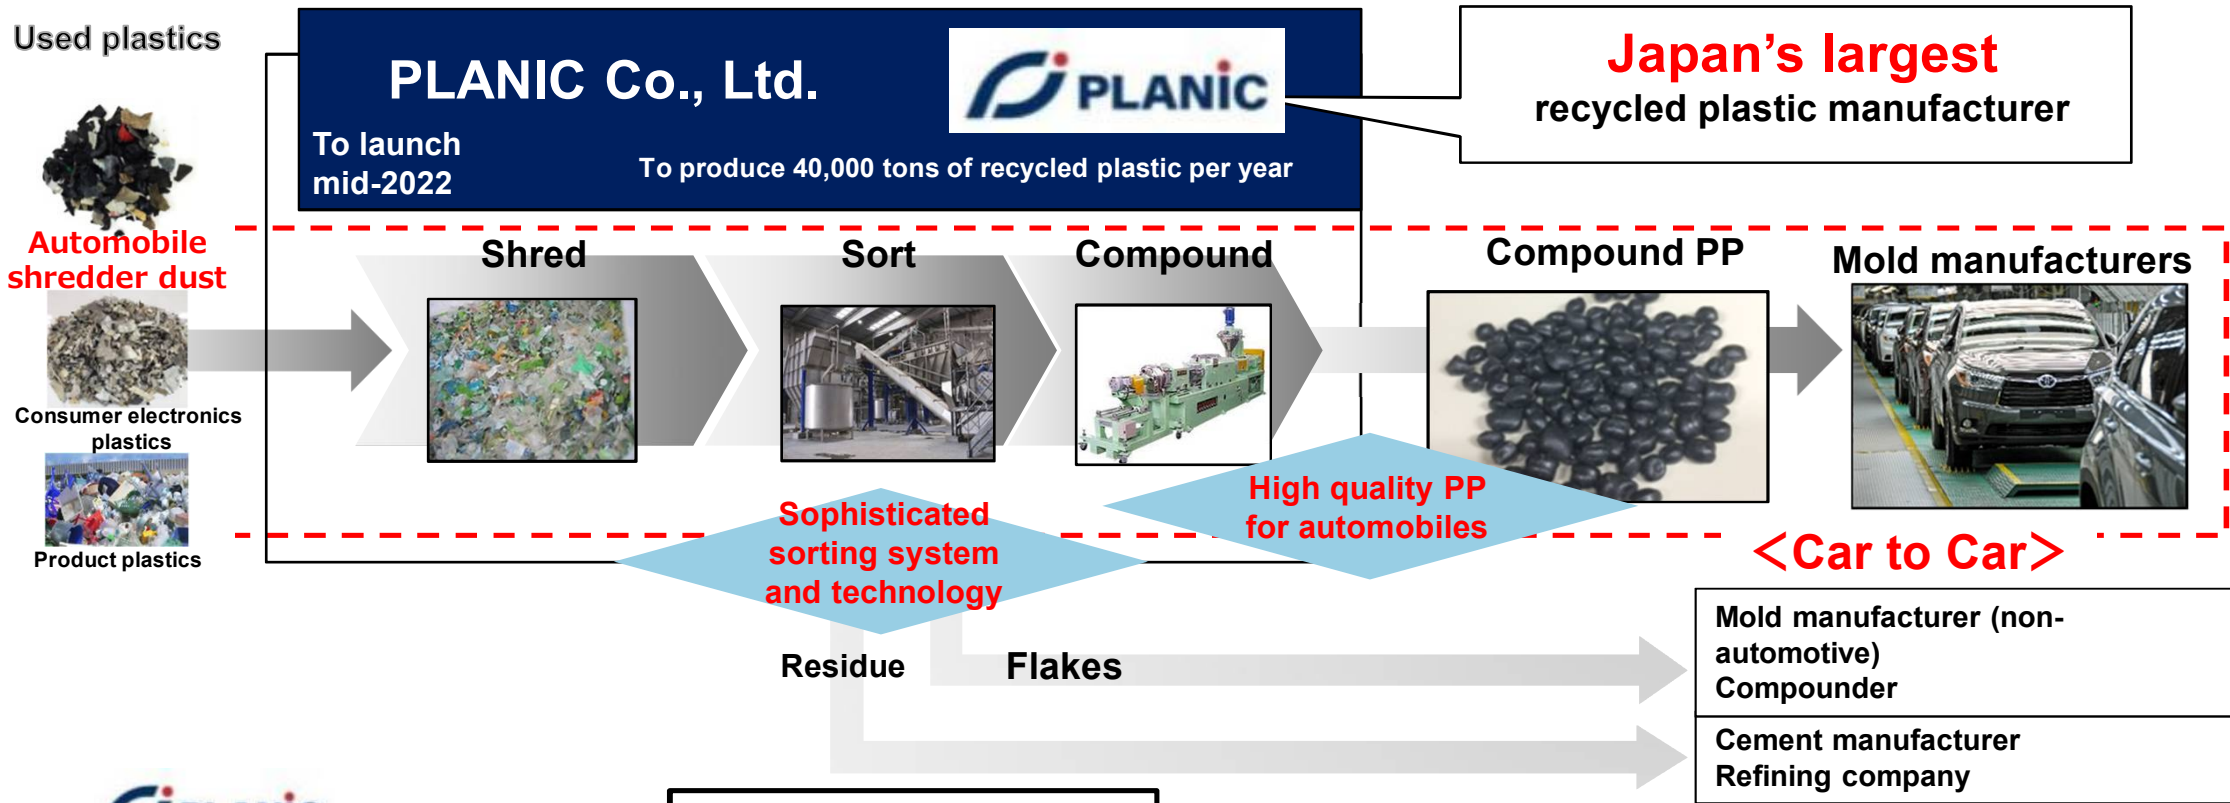 Used plastics
PLANIC Co., Ltd.
PLANIC
Japan's largest
recycled plastic manufacturer
To launch
mid-2022
To produce 40,000 tons of recycled plastic per year
Automobile
shredder dust
Shred
Sort
Compound
Compound PP
Mold manufacturers
Consumer electronics
plastics
Product plastics
Sophisticated
sorting system
and technology
High quality PP
for automobiles
<Car to Car>
Residue
Flakes
Mold manufacturer (non-
automotive)
Compounder
Cement manufacturer
Refining company